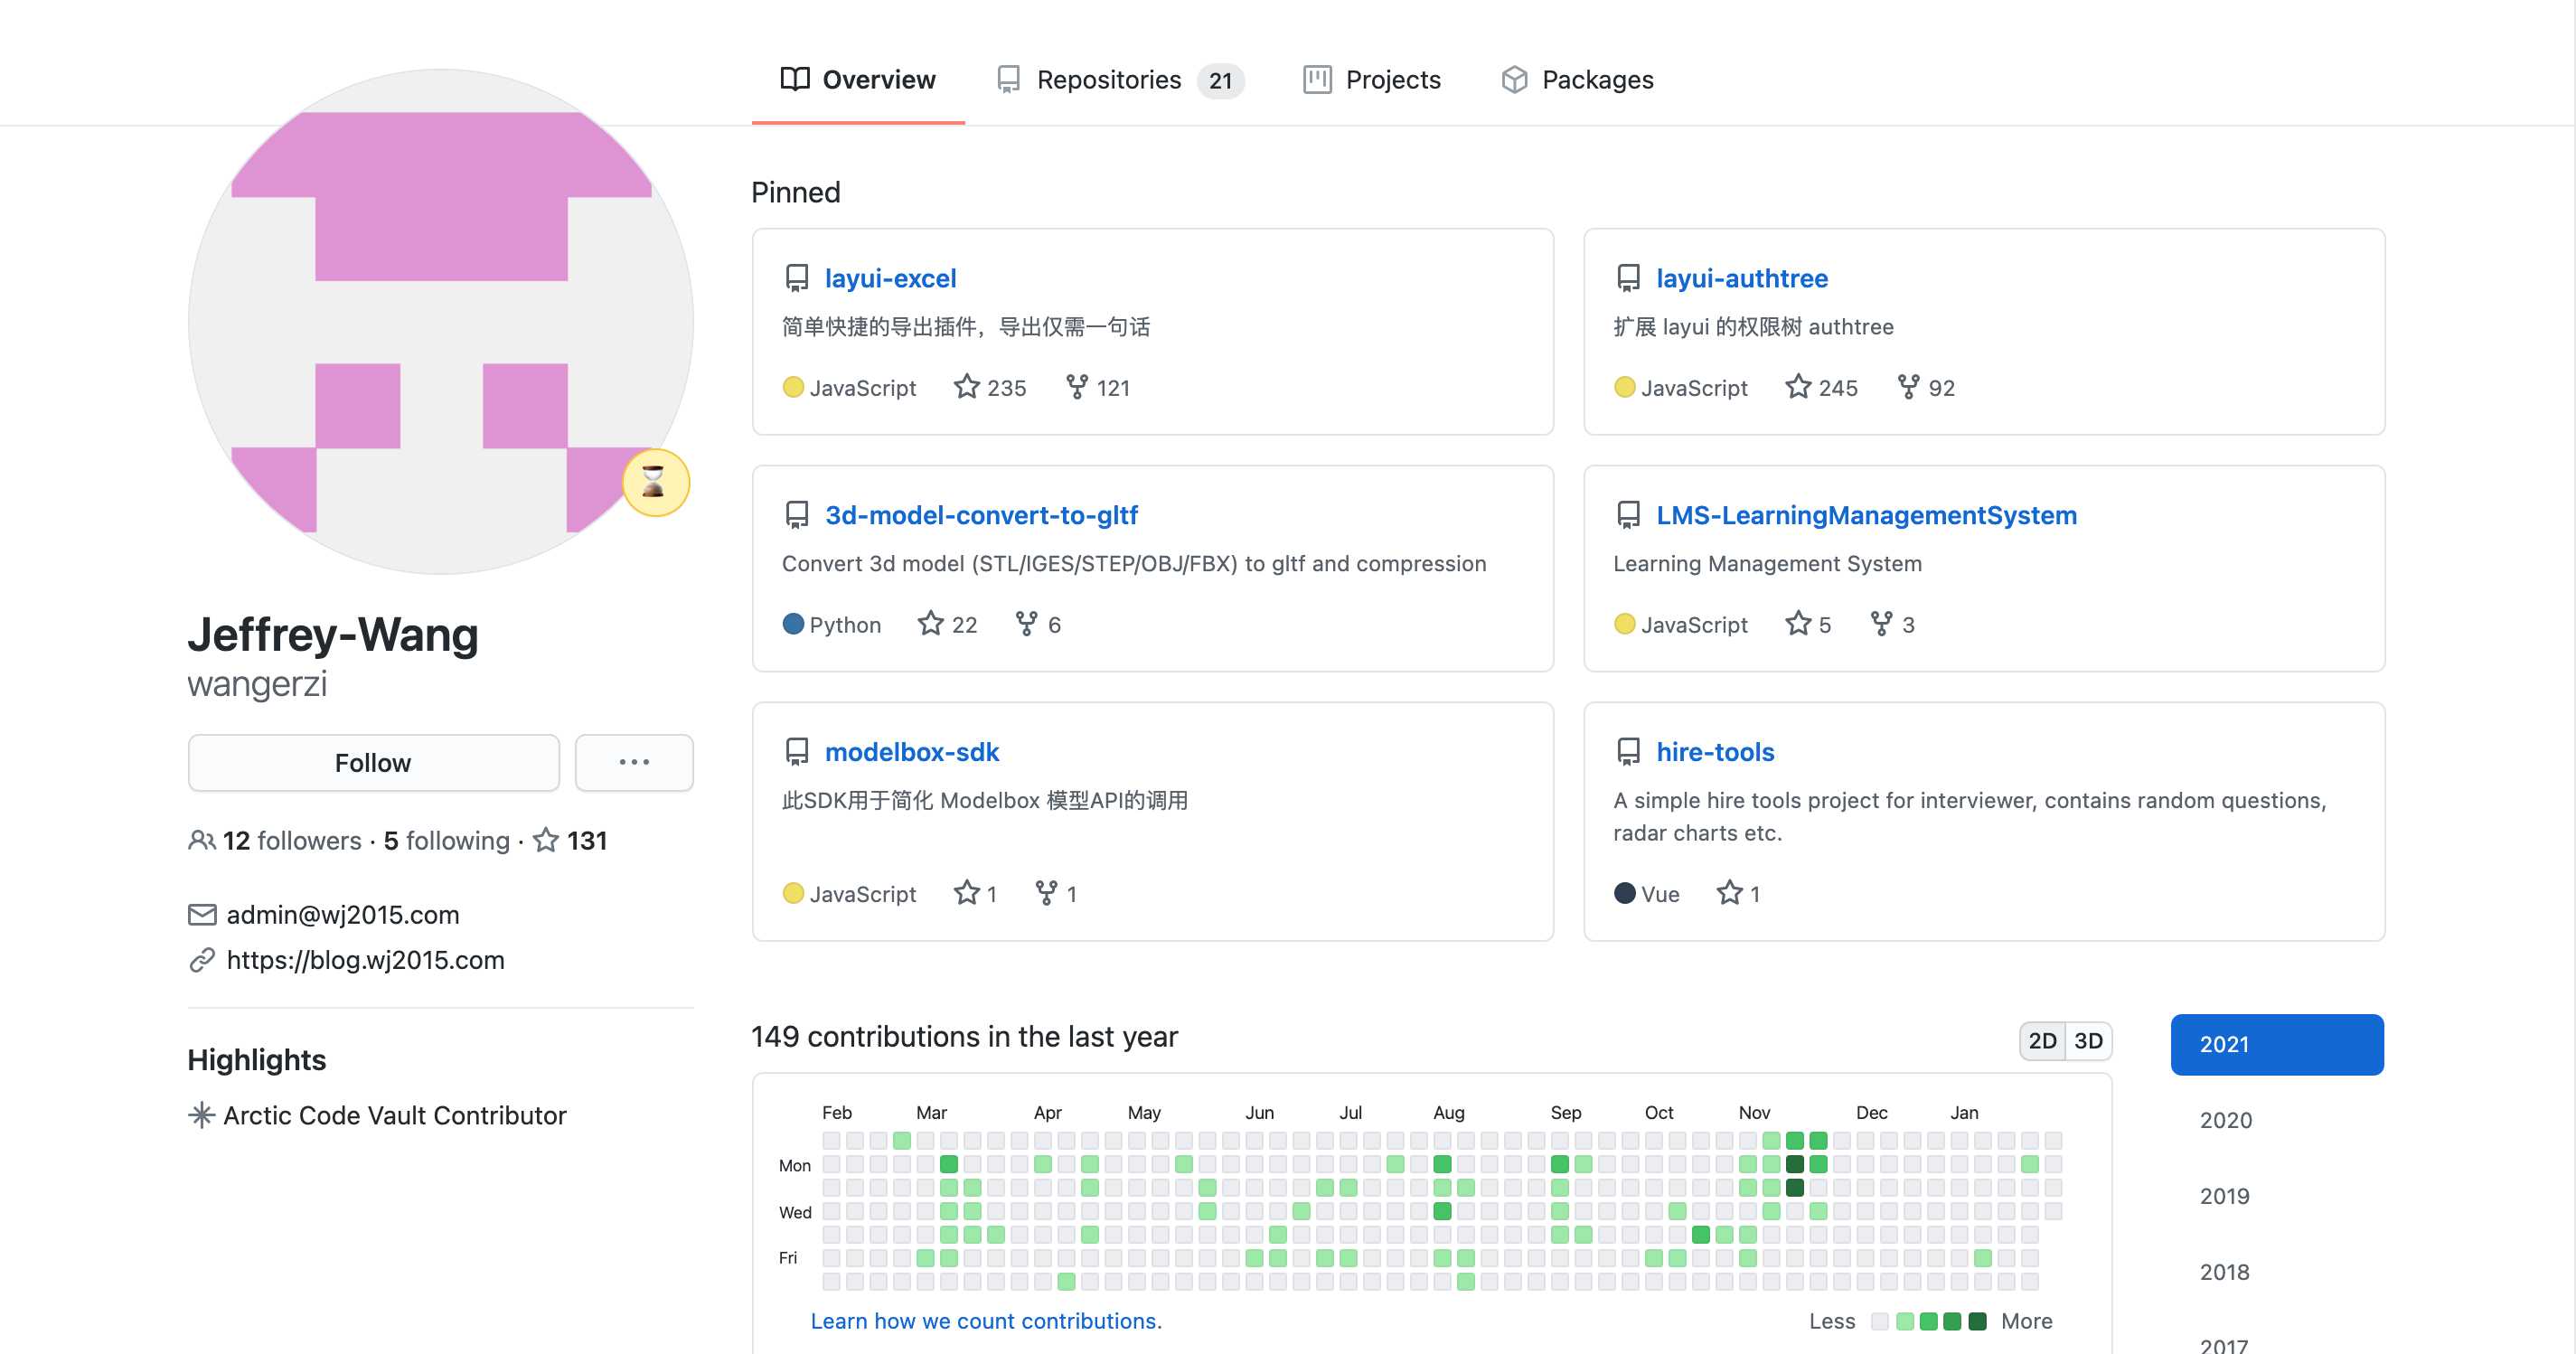 Overview
Repositories 21
Projects
Packages
Jeffrey-Wang
wangerzi
Follow
12 followers · 5 following · 131
admin@wj2015.com
https://blog.wj2015.com
Highlights
Arctic Code Vault Contributor
Pinned
layui-excel
简单快捷的导出插件，导出仅需一句话
JavaScript 235 121
layui-authtree
扩展 layui 的权限树 authtree
JavaScript 245 92
3d-model-convert-to-gltf
Convert 3d model (STL/IGES/STEP/OBJ/FBX) to gltf and compression
Python 22 6
LMS-LearningManagementSystem
Learning Management System
JavaScript 5 3
modelbox-sdk
此SDK用于简化 Modelbox 模型API的调用
JavaScript 1 1
hire-tools
A simple hire tools project for interviewer, contains random questions,
radar charts etc.
Vue 1
149 contributions in the last year
2D 3D
Feb Mar Apr May Jun Jul Aug Sep Oct Nov Dec Jan
Mon
Wed
Fri
Learn how we count contributions.
Less More
2021
2020
2019
2018
2017